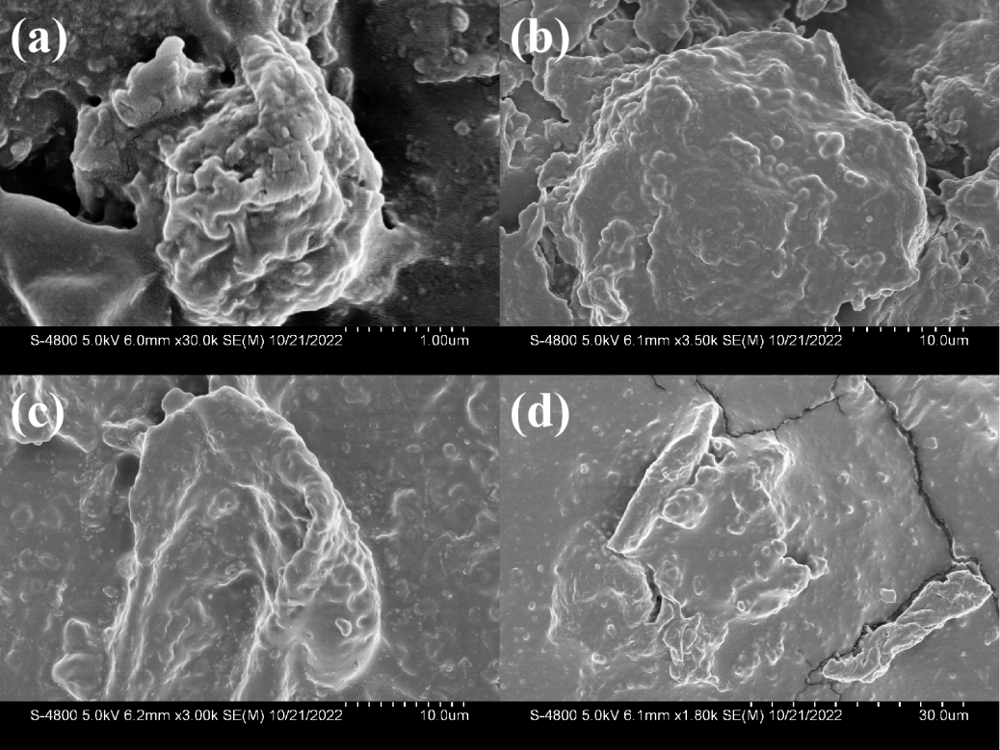 (a)
(b)
S-4800 5.0kV 6.0mm x30.0k SE(M) 10/21/2022 1.00um
S-4800 5.0kV 6.1mm x3.50k SE(M) 10/21/2022 10.0um
(c)
(d)
S-4800 5.0kV 6.2mm x3.00k SE(M) 10/21/2022 10.0um
S-4800 5.0kV 6.1mm x1.80k SE(M) 10/21/2022 30.0um